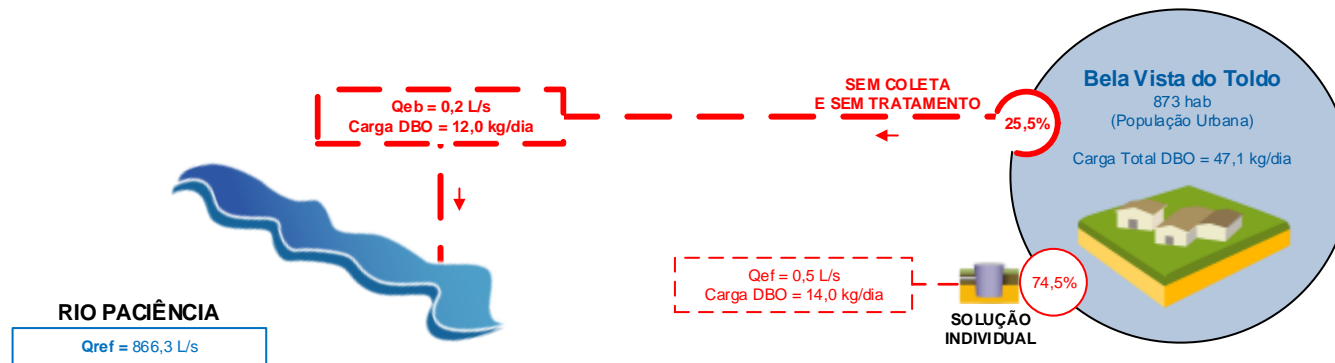 Bela Vista do Toldo
873 hab
(População Urbana)
Carga Total DBO = 47,1 kg/dia
SEM COLETA
E SEM TRATAMENTO
25,5%
Qeb = 0,2 L/s
Carga DBO = 12,0 kg/dia
74,5%
SOLUÇÃO
INDIVIDUAL
Qef = 0,5 L/s
Carga DBO = 14,0 kg/dia
RIO PACIÊNCIA
Qref = 866,3 L/s